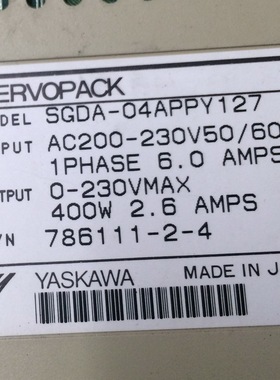 ERVOPACK
DEL SGDA-04APPY127
PUT AC200-230V50/60
1PHASE 6.0 AMPS
TPUT 0-230VMAX
400W 2.6 AMPS
/N 786111-2-4
YASKAWA MADE IN J